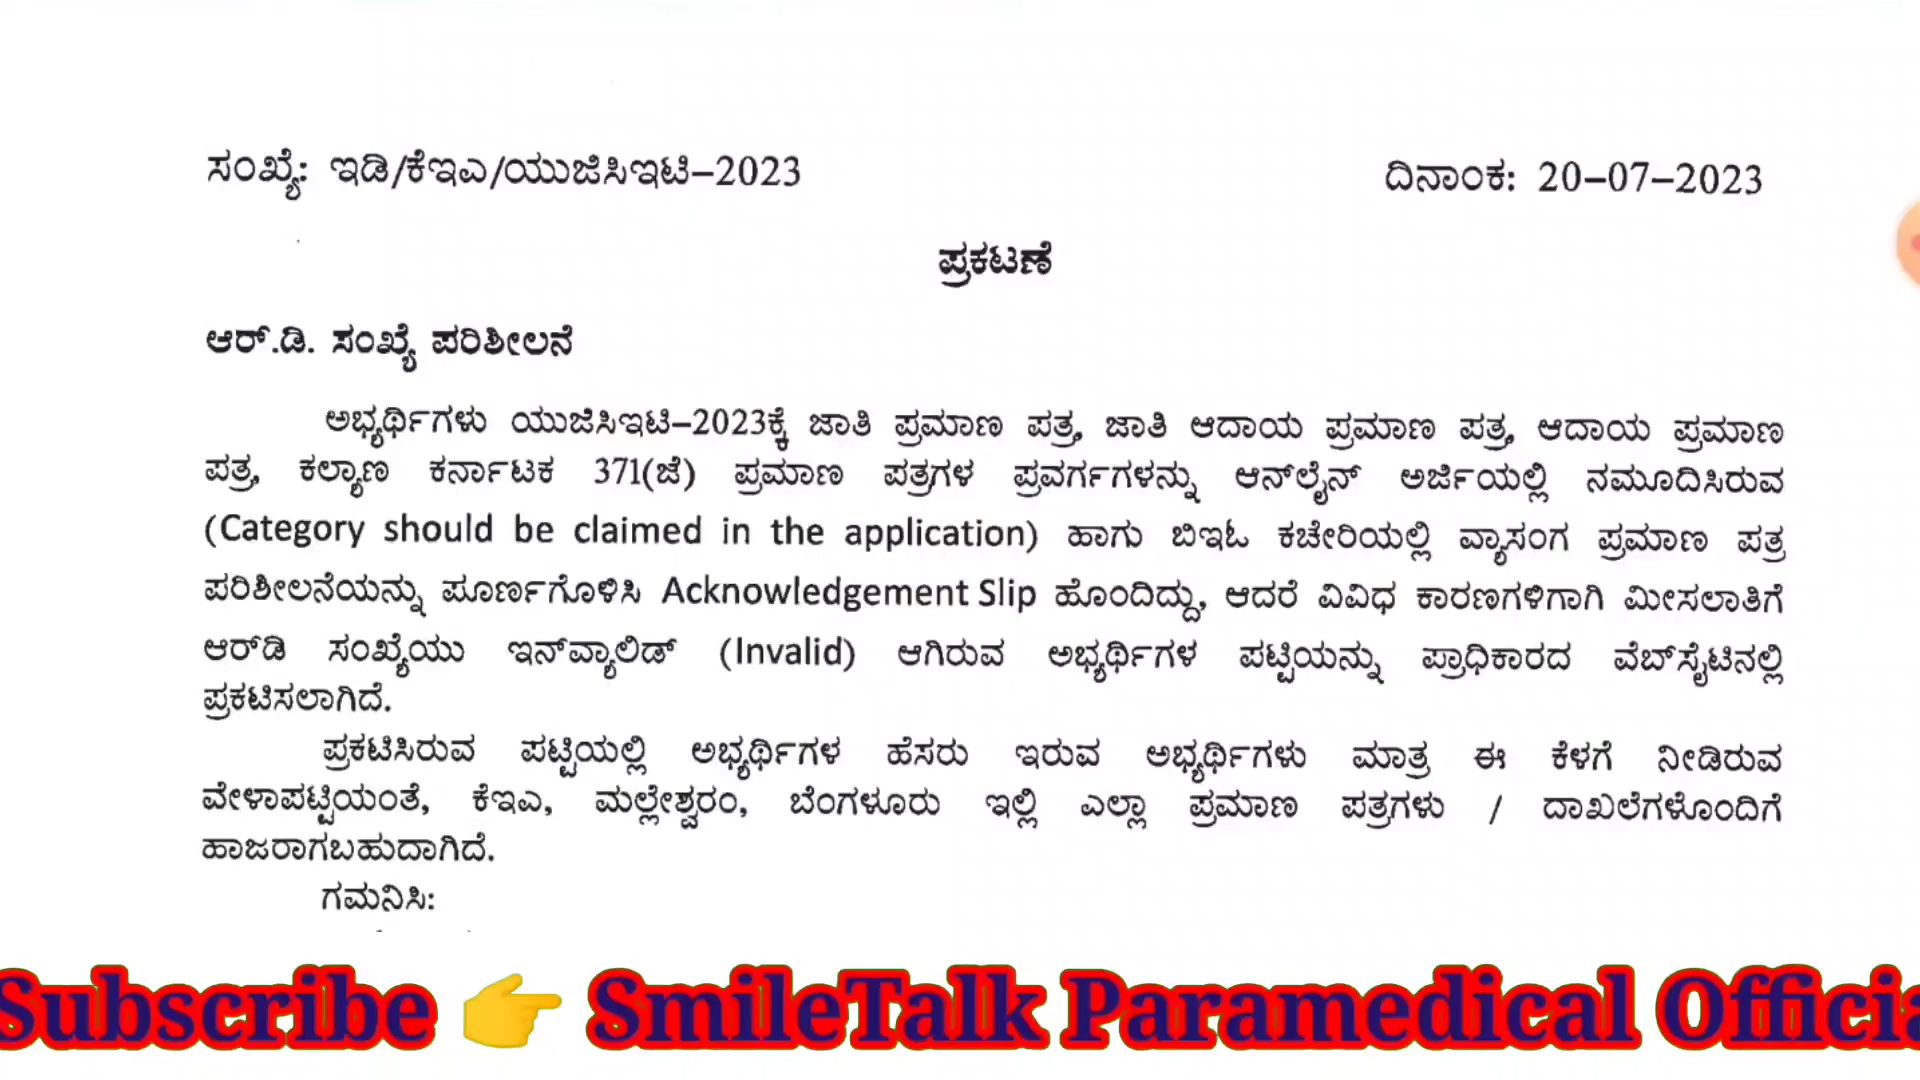 ಸಂಖ್ಯೆ: ಇಡಿ/ಕೆಇಎ/ಯುಜಿಸಿಇಟಿ–2023 ದಿನಾಂಕ: 20–07–2023
ಪ್ರಕಟಣೆ
ಆರ್.ಡಿ. ಸಂಖ್ಯೆ ಪರಿಶೀಲನೆ
ಅಭ್ಯರ್ಥಿಗಳು ಯುಜಿಸಿಇಟಿ–2023ಕ್ಕೆ ಜಾತಿ ಪ್ರಮಾಣ ಪತ್ರ, ಜಾತಿ ಆದಾಯ ಪ್ರಮಾಣ ಪತ್ರ, ಆದಾಯ ಪ್ರಮಾಣ
ಪತ್ರ, ಕಲ್ಯಾಣ ಕರ್ನಾಟಕ 371(ಜೆ) ಪ್ರಮಾಣ ಪತ್ರಗಳ ಪ್ರವರ್ಗಗಳನ್ನು ಆನ್‌ಲೈನ್ ಅರ್ಜಿಯಲ್ಲಿ ನಮೂದಿಸಿರುವ
(Category should be claimed in the application) ಹಾಗು ಬಿಇಓ ಕಚೇರಿಯಲ್ಲಿ ವ್ಯಾಸಂಗ ಪ್ರಮಾಣ ಪತ್ರ
ಪರಿಶೀಲನೆಯನ್ನು ಪೂರ್ಣಗೊಳಿಸಿ Acknowledgement Slip ಹೊಂದಿದ್ದು, ಆದರೆ ವಿವಿಧ ಕಾರಣಗಳಿಗಾಗಿ ಮೀಸಲಾತಿಗೆ
ಆರ್‌ಡಿ ಸಂಖ್ಯೆಯು ಇನ್‌ವ್ಯಾಲಿಡ್ (Invalid) ಆಗಿರುವ ಅಭ್ಯರ್ಥಿಗಳ ಪಟ್ಟಿಯನ್ನು ಪ್ರಾಧಿಕಾರದ ವೆಬ್‌ಸೈಟಿನಲ್ಲಿ
ಪ್ರಕಟಿಸಲಾಗಿದೆ.
ಪ್ರಕಟಿಸಿರುವ ಪಟ್ಟಿಯಲ್ಲಿ ಅಭ್ಯರ್ಥಿಗಳ ಹೆಸರು ಇರುವ ಅಭ್ಯರ್ಥಿಗಳು ಮಾತ್ರ ಈ ಕೆಳಗೆ ನೀಡಿರುವ
ವೇಳಾಪಟ್ಟಿಯಂತೆ, ಕೆಇಎ, ಮಲ್ಲೇಶ್ವರಂ, ಬೆಂಗಳೂರು ಇಲ್ಲಿ ಎಲ್ಲಾ ಪ್ರಮಾಣ ಪತ್ರಗಳು / ದಾಖಲೆಗಳೊಂದಿಗೆ
ಹಾಜರಾಗಬಹುದಾಗಿದೆ.
ಗಮನಿಸಿ:
Subscribe 👉 SmileTalk Paramedical Officia